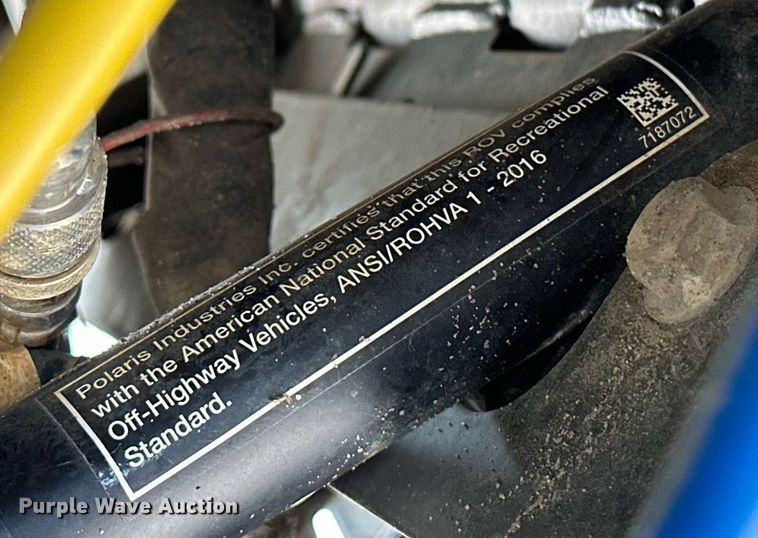 Polaris Industries Inc. certifies that this ROV complies
with the American National Standard for Recreational
Off-Highway Vehicles, ANSI/ROHVA 1 - 2016
Standard.
7187072
Purple Wave Auction